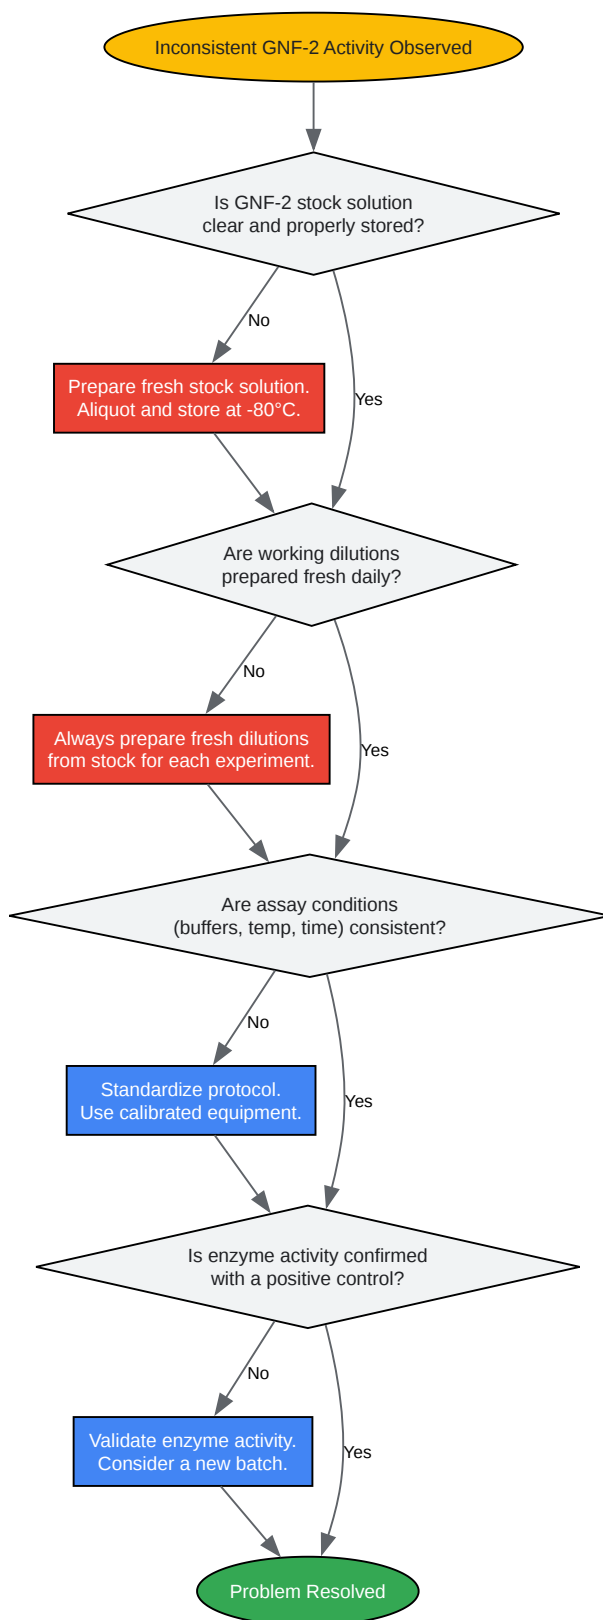 Inconsistent GNF-2 Activity Observed
Is GNF-2 stock solution
clear and properly stored?
No
Prepare fresh stock solution.
Aliquot and store at -80°C.
Yes
Are working dilutions
prepared fresh daily?
No
Always prepare fresh dilutions
from stock for each experiment.
Yes
Are assay conditions
(buffers, temp, time) consistent?
No
Standardize protocol.
Use calibrated equipment.
Yes
Is enzyme activity confirmed
with a positive control?
No
Validate enzyme activity.
Consider a new batch.
Yes
Problem Resolved